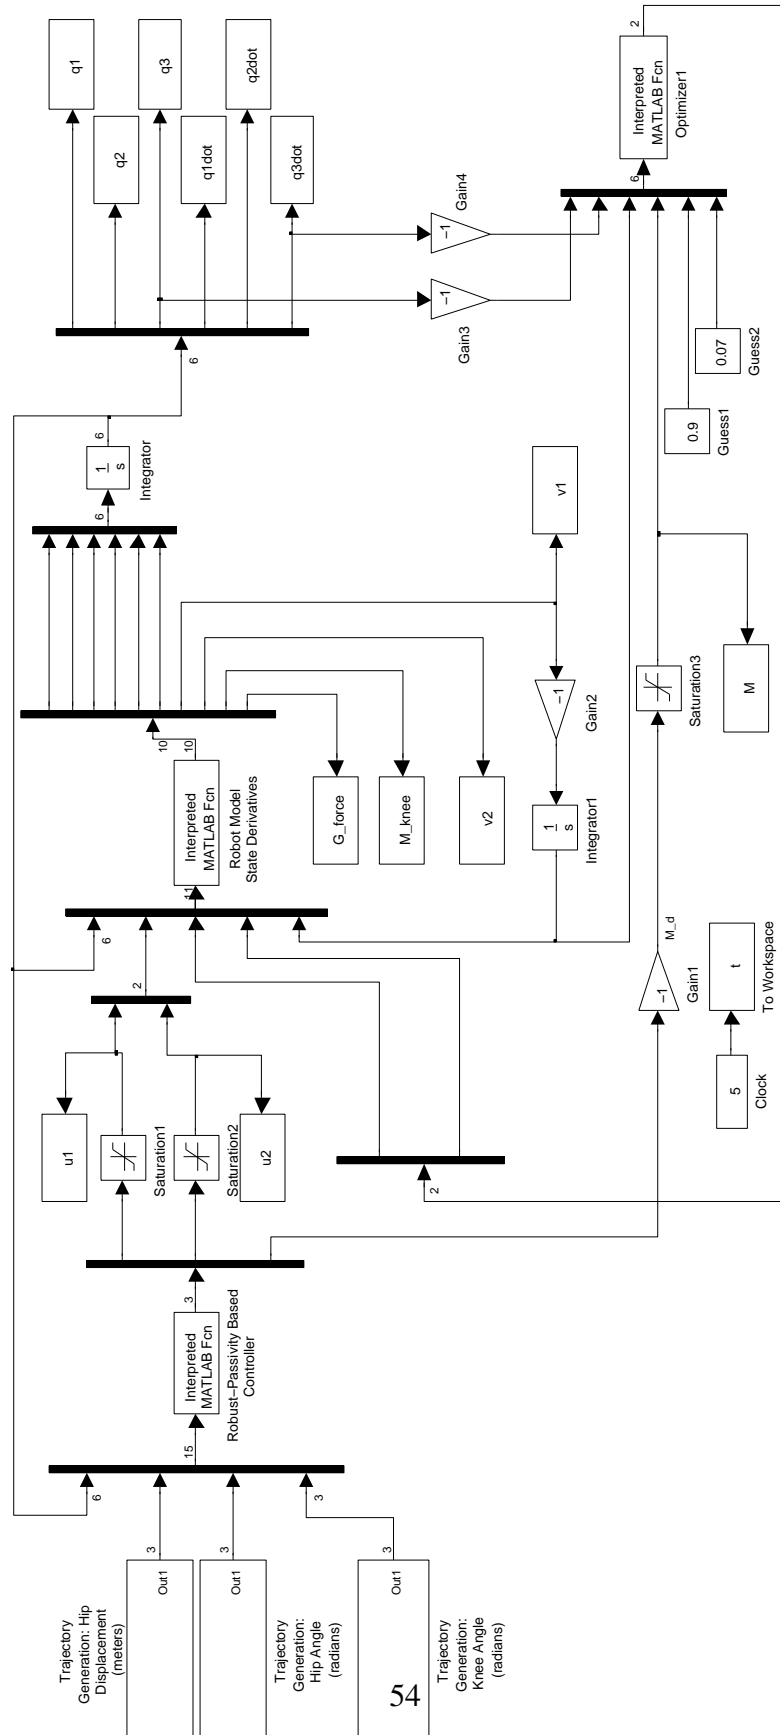 Trajectory
Generation: Hip
Displacement
(meters)
Out1
3
Trajectory
Generation:
Hip Angle
(radians)
Out1
3
Trajectory
Generation:
Knee Angle
(radians)
Out1
3
6
15
Interpreted
MATLAB Fcn
Robust−Passivity Based
Controller
3
u1
Saturation1
Saturation2
u2
2
2
6
11
Interpreted
MATLAB Fcn
Robot Model
State Derivatives
10
10
G_force
M_knee
v2
v1
−1
Gain2
1
s
Integrator1
6
1
s
Integrator
6
6
q1
q2
q3
q1dot
q2dot
q3dot
−1
Gain3
−1
Gain4
5
Clock
t
To Workspace
−1
Gain1
M_d
Saturation3
M
0.9
Guess1
0.07
Guess2
6
Interpreted
MATLAB Fcn
Optimizer1
2
54